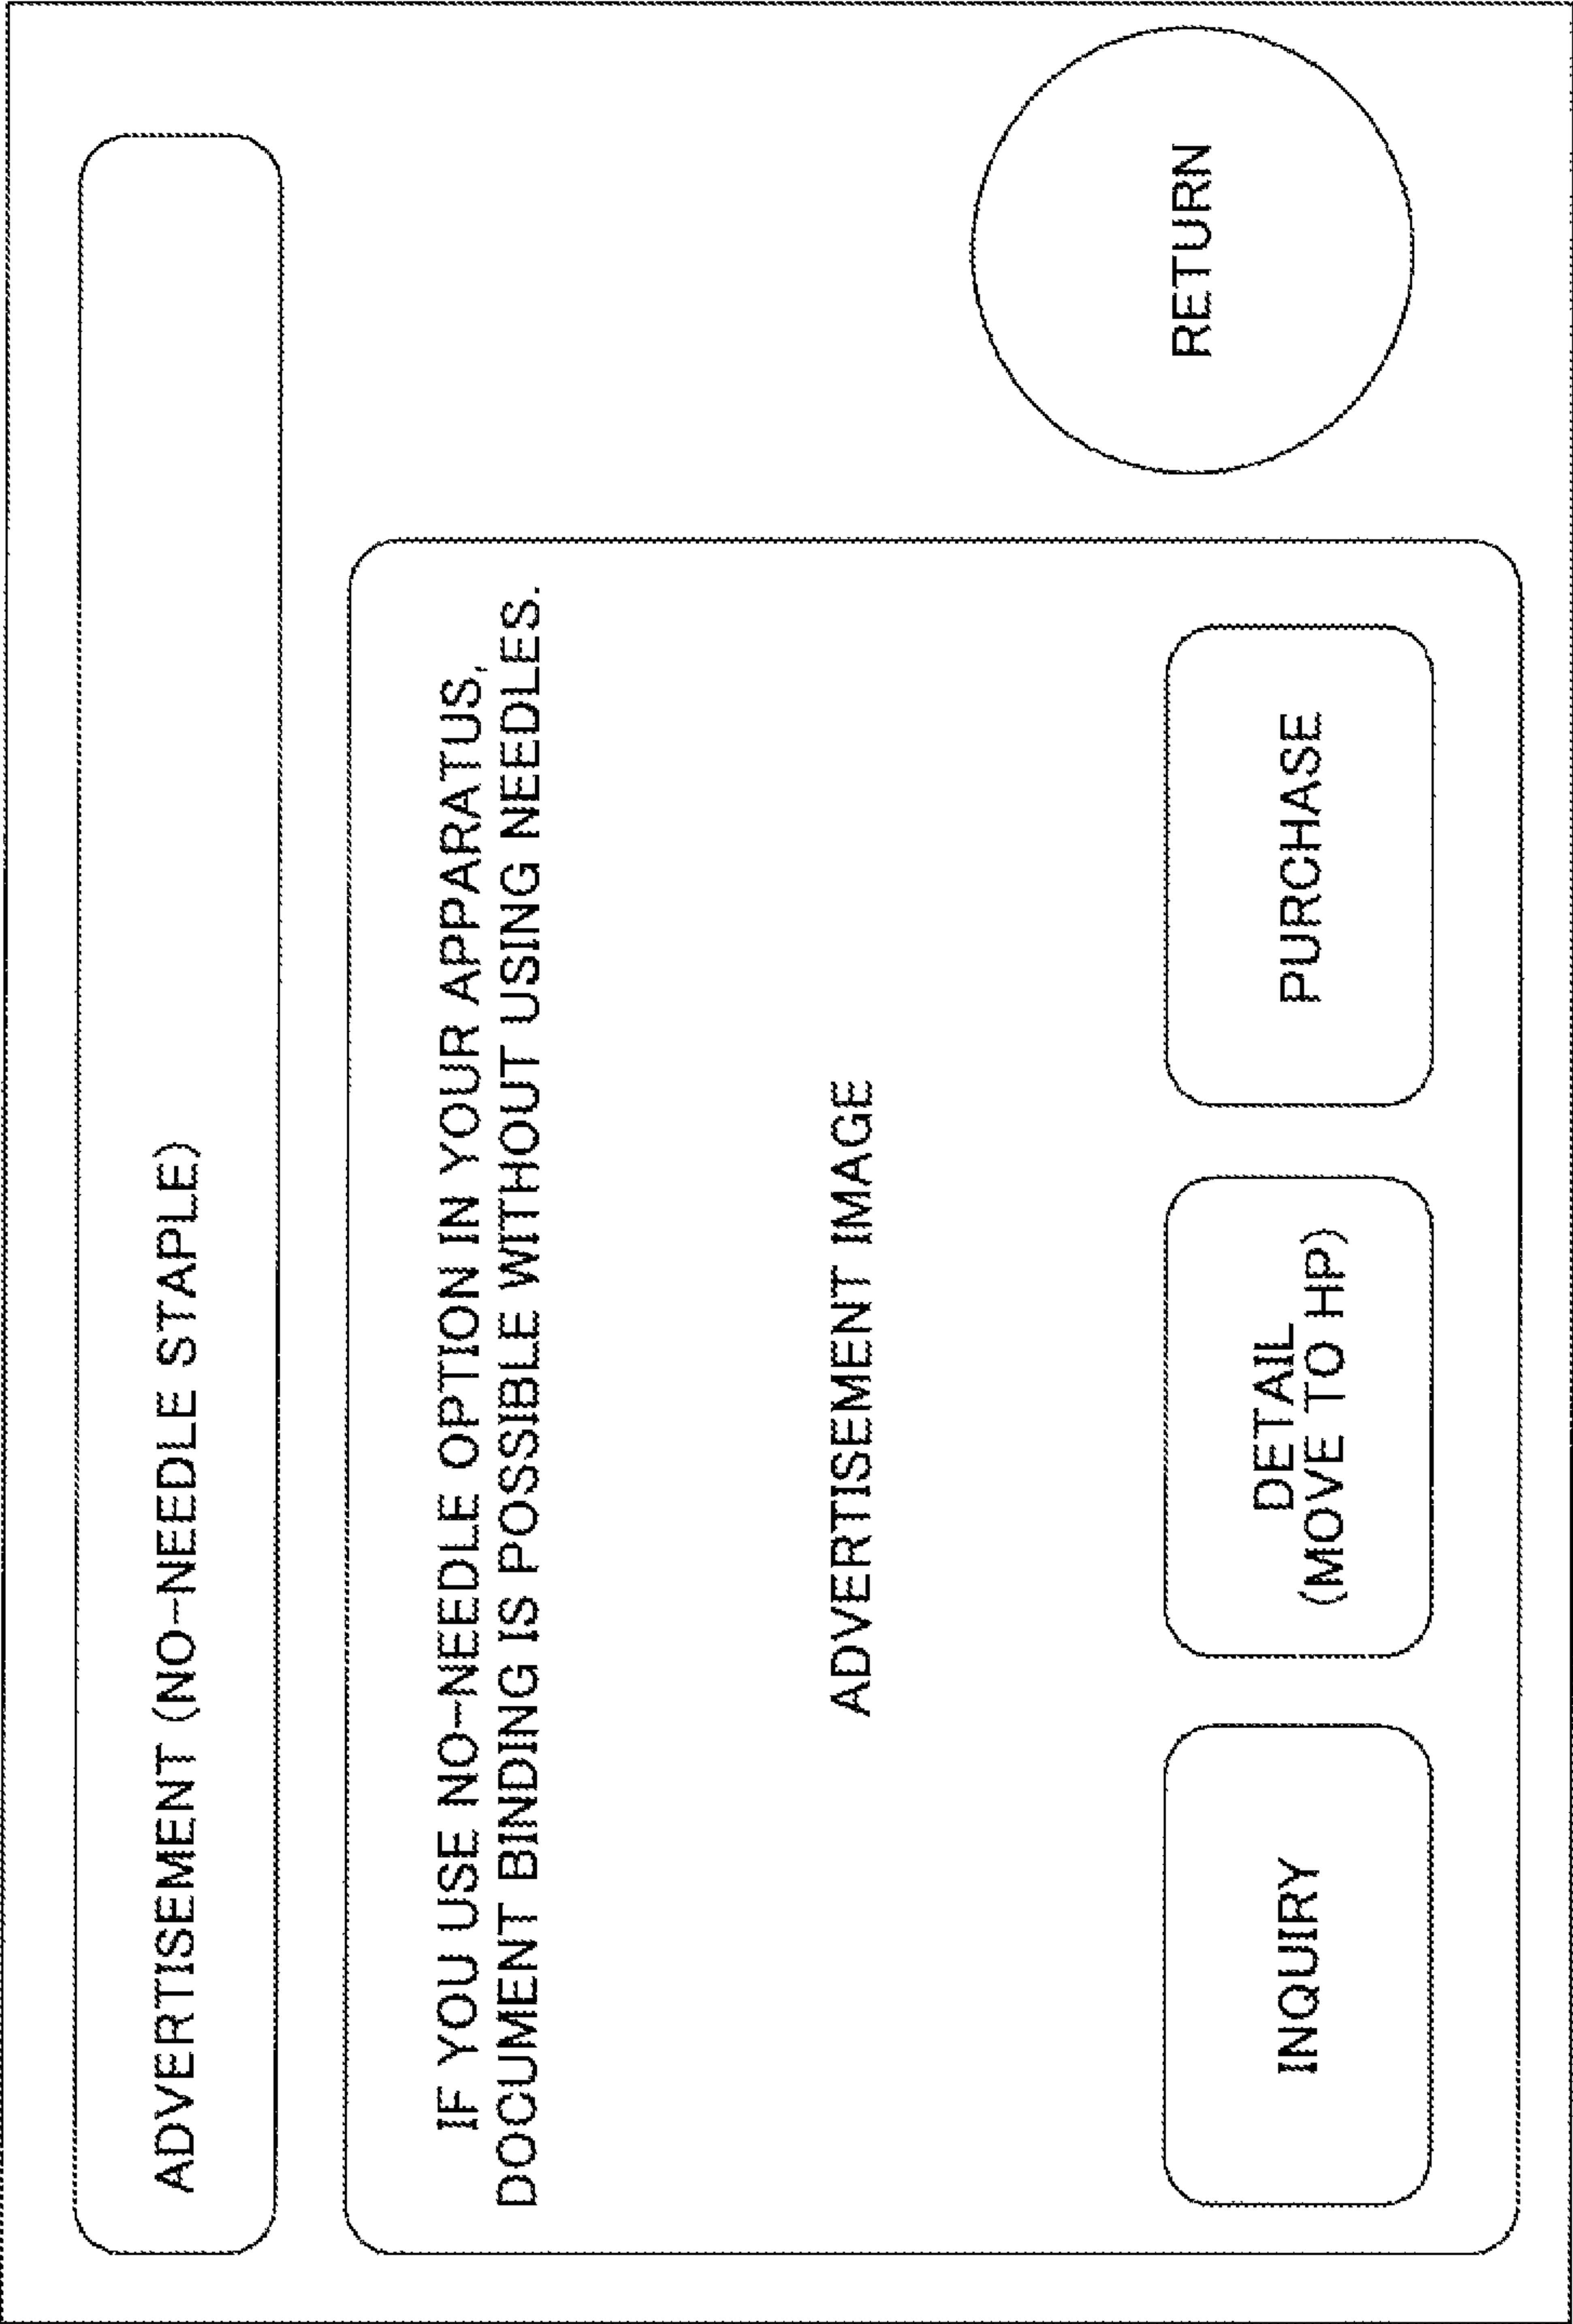 ADVERTISEMENT (NO-NEEDLE STAPLE)
IF YOU USE NO-NEEDLE OPTION IN YOUR APPARATUS,
DOCUMENT BINDING IS POSSIBLE WITHOUT USING NEEDLES.
ADVERTISEMENT IMAGE
INQUIRY
DETAIL
(MOVE TO HP)
PURCHASE
RETURN